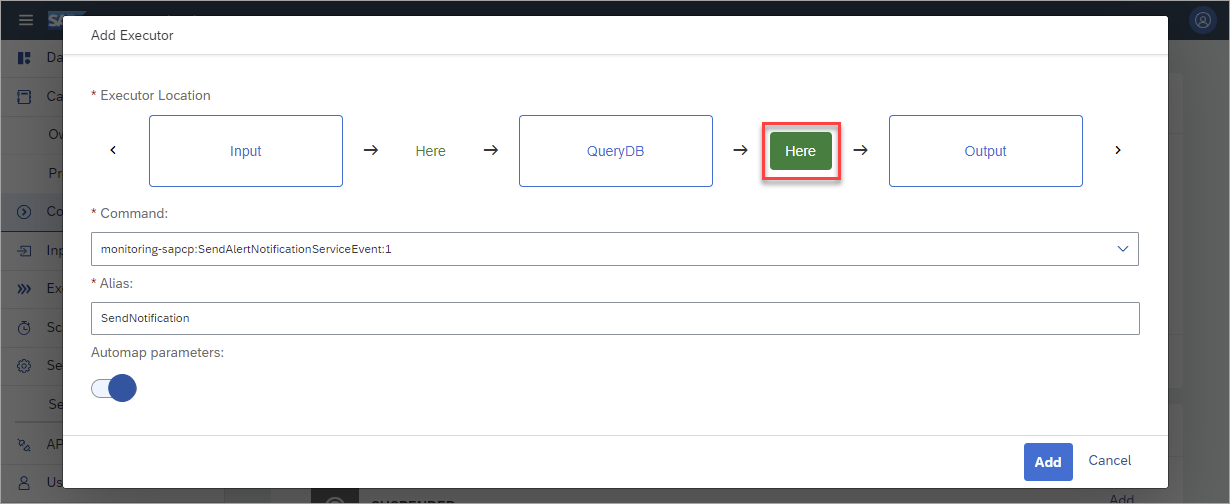 Add Executor
* Executor Location
Input
Here
QueryDB
Here
Output
* Command:
monitoring-sapcp:SendAlertNotificationServiceEvent:1
* Alias:
SendNotification
Automap parameters:
Add
Cancel